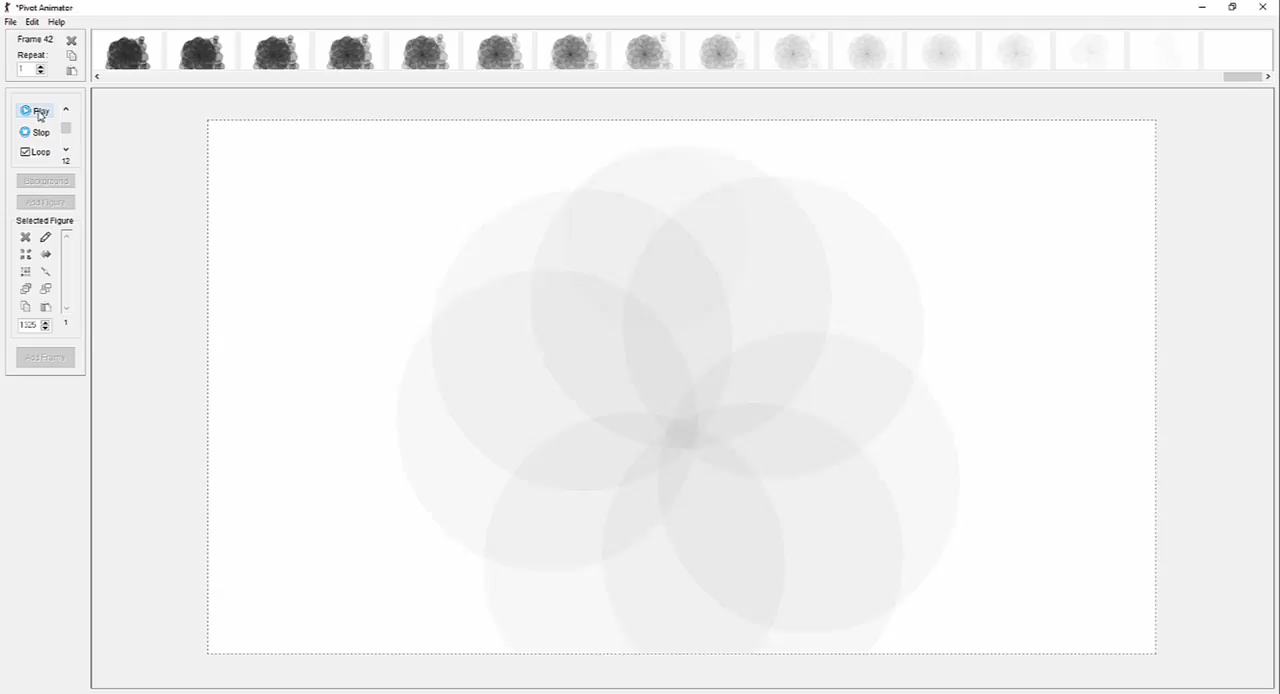 *Pivot Animator
File Edit Help
Frame 42
Repeat:
1
Play
Stop
Loop
12
Background
Add Figure
Selected Figure
1325
1
Add Frame